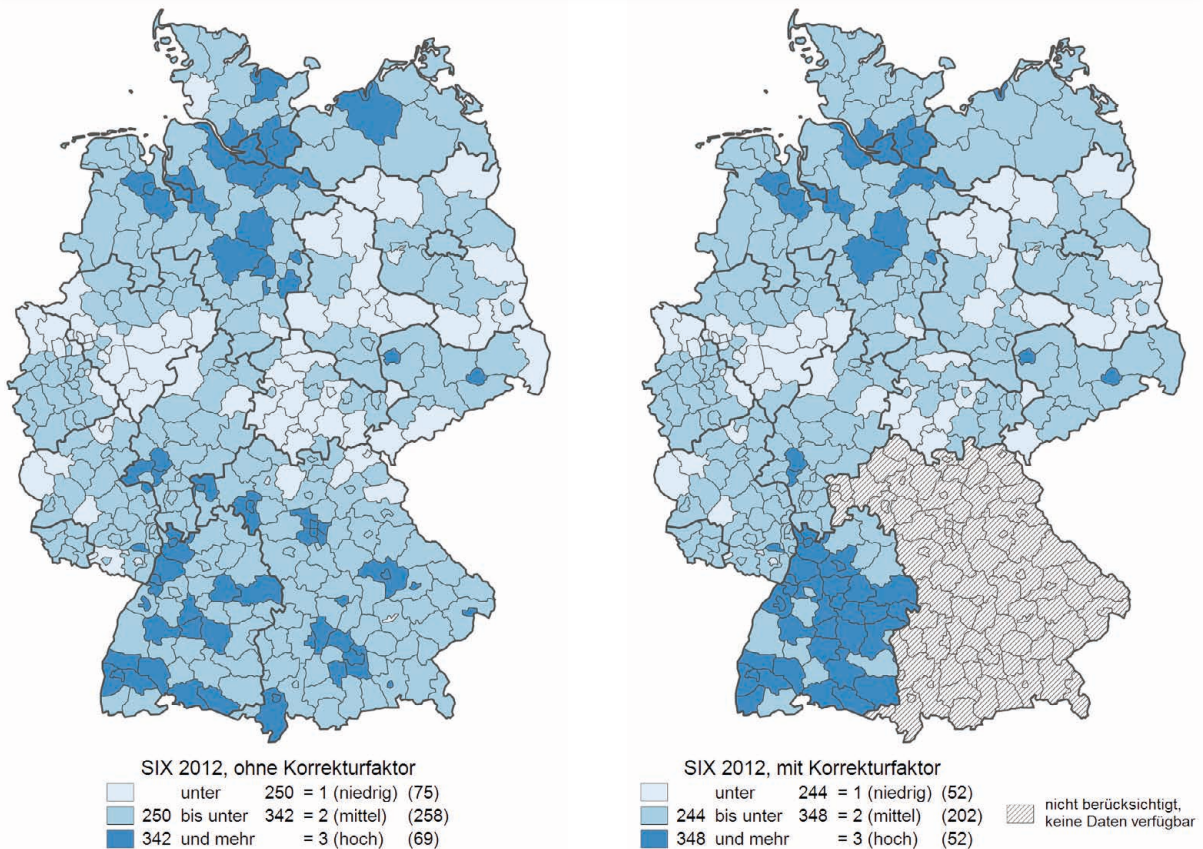 SIX 2012, ohne Korrekturfaktor
unter 250 = 1 (niedrig) (75)
250 bis unter 342 = 2 (mittel) (258)
342 und mehr = 3 (hoch) (69)
SIX 2012, mit Korrekturfaktor
unter 244 = 1 (niedrig) (52)
244 bis unter 348 = 2 (mittel) (202)
348 und mehr = 3 (hoch) (52)
nicht berücksichtigt,
keine Daten verfügbar